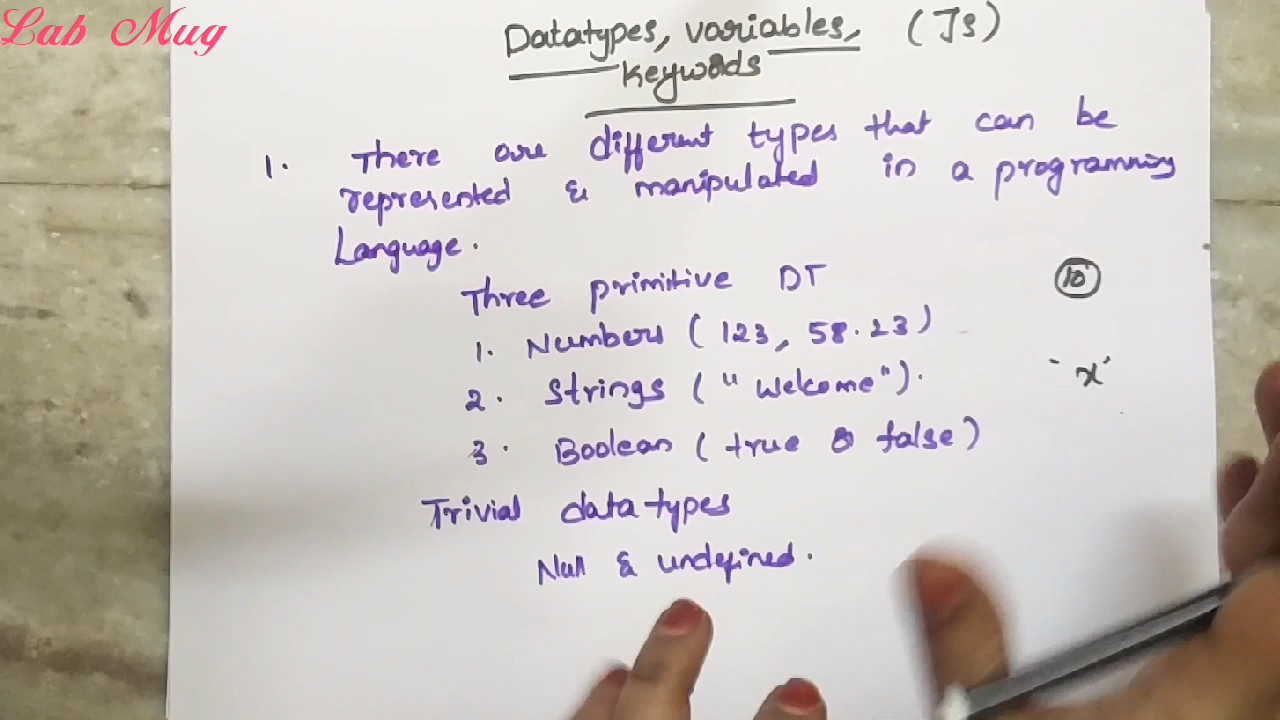 Lab Mug
Datatypes, variables, (Js)
Keywords
1. There are different types that can be
represented & manipulated in a programming
Language.
Three primitive DT
10
1. Numbers (123, 58.23)
2. Strings ("Welcome").
'x'
3. Boolean (true & false)
Trivial data types
Null & undefined.